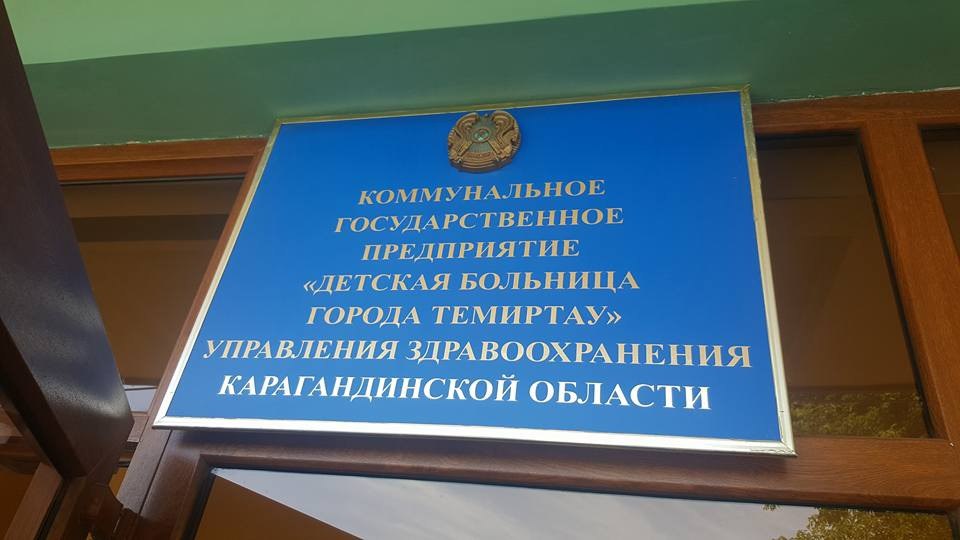 КОММУНАЛЬНОЕ
ГОСУДАРСТВЕННОЕ
ПРЕДПРИЯТИЕ
«ДЕТСКАЯ БОЛЬНИЦА
ГОРОДА ТЕМИРТАУ»
УПРАВЛЕНИЯ ЗДРАВООХРАНЕНИЯ
КАРАГАНДИНСКОЙ ОБЛАСТИ